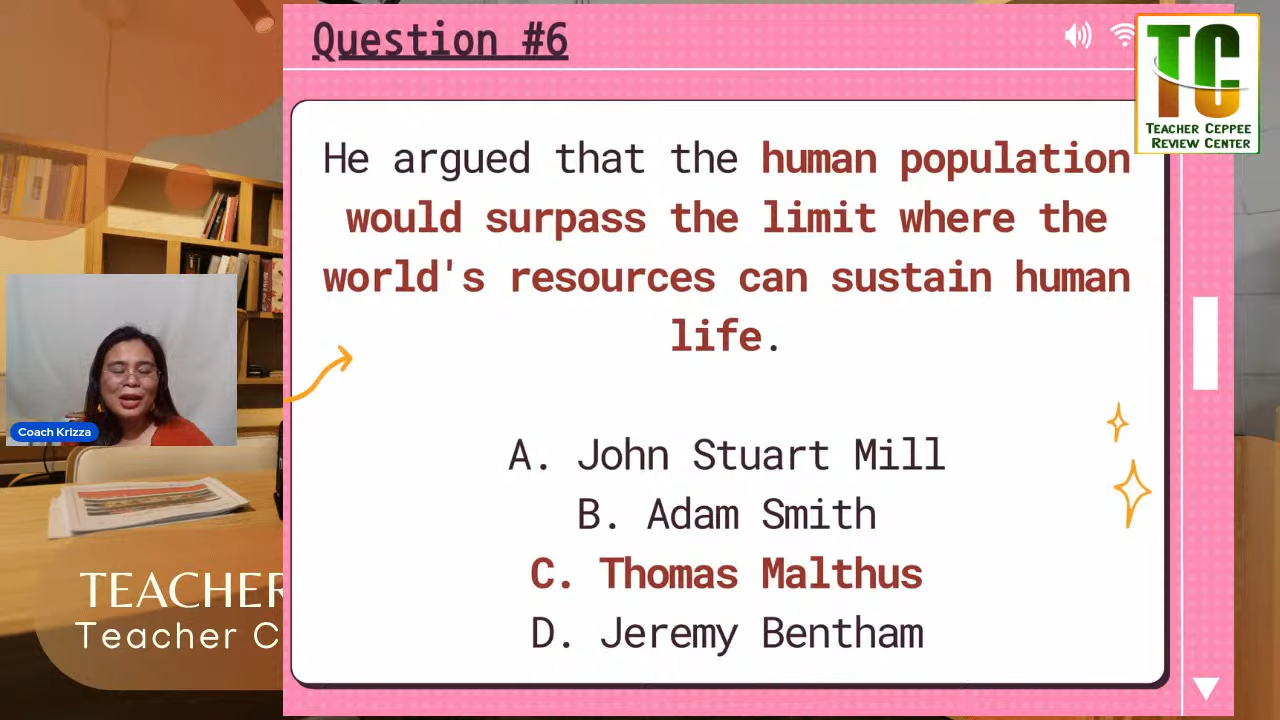 Question #6
TC
TEACHER CEPPEE
REVIEW CENTER
He argued that the human population
would surpass the limit where the
world's resources can sustain human
life.
A. John Stuart Mill
B. Adam Smith
C. Thomas Malthus
D. Jeremy Bentham
Coach Krizza
TEACHER
Teacher C